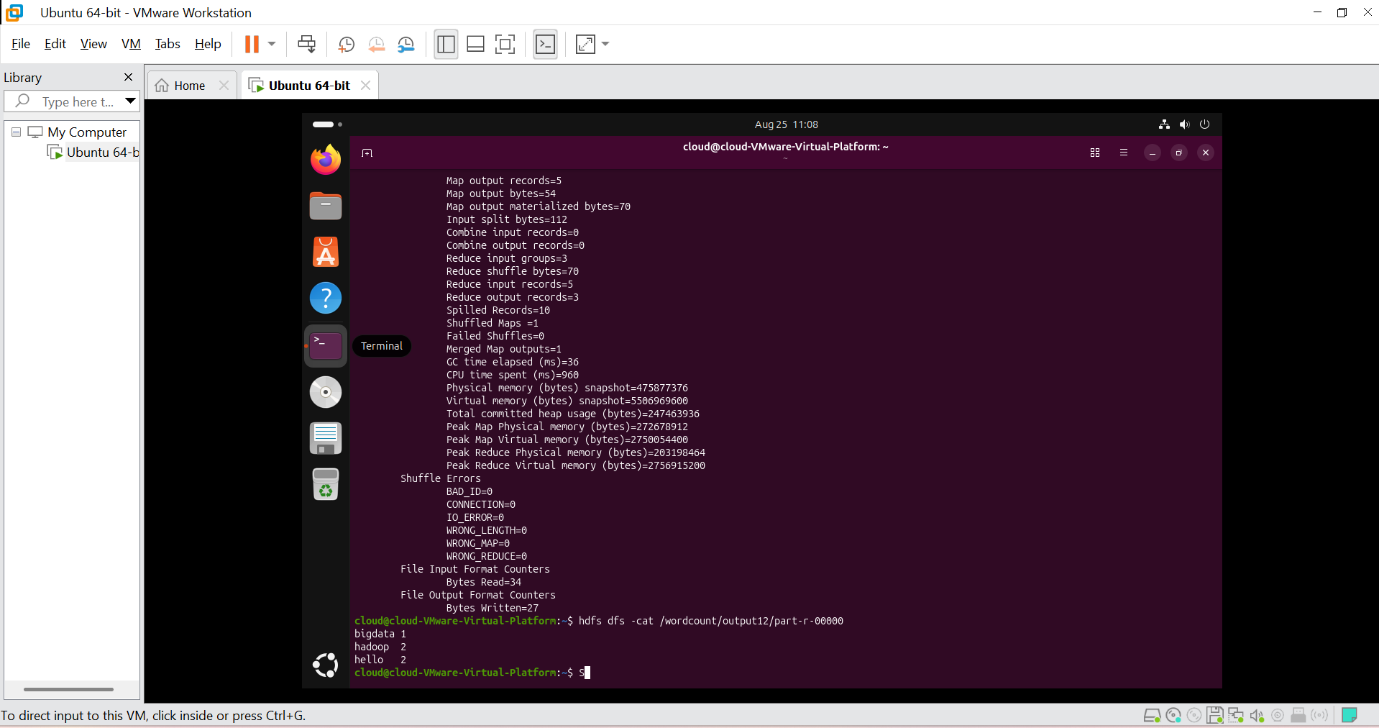 Ubuntu 64-bit - VMware Workstation
File Edit View VM Tabs Help
Library
Home
Ubuntu 64-bit
Type here t...
My Computer
Ubuntu 64-b
Aug 25 11:08
cloud@cloud-VMware-Virtual-Platform: ~
~
Map output records=5
Map output bytes=54
Map output materialized bytes=70
Input split bytes=112
Combine input records=0
Combine output records=0
Reduce input groups=3
Reduce shuffle bytes=70
Reduce input records=5
Reduce output records=3
Spilled Records=10
Shuffled Maps =1
Failed Shuffles=0
Terminal
Merged Map outputs=1
GC time elapsed (ms)=36
CPU time spent (ms)=960
Physical memory (bytes) snapshot=475877376
Virtual memory (bytes) snapshot=5506969600
Total committed heap usage (bytes)=247463936
Peak Map Physical memory (bytes)=272678912
Peak Map Virtual memory (bytes)=2750054400
Peak Reduce Physical memory (bytes)=203198464
Peak Reduce Virtual memory (bytes)=2756915200
Shuffle Errors
BAD_ID=0
CONNECTION=0
IO_ERROR=0
WRONG_LENGTH=0
WRONG_MAP=0
WRONG_REDUCE=0
File Input Format Counters
Bytes Read=34
File Output Format Counters
Bytes Written=27
cloud@cloud-VMware-Virtual-Platform:~$ hdfs dfs -cat /wordcount/output12/part-r-00000
bigdata 1
hadoop 2
hello 2
cloud@cloud-VMware-Virtual-Platform:~$ S
To direct input to this VM, click inside or press Ctrl+G.